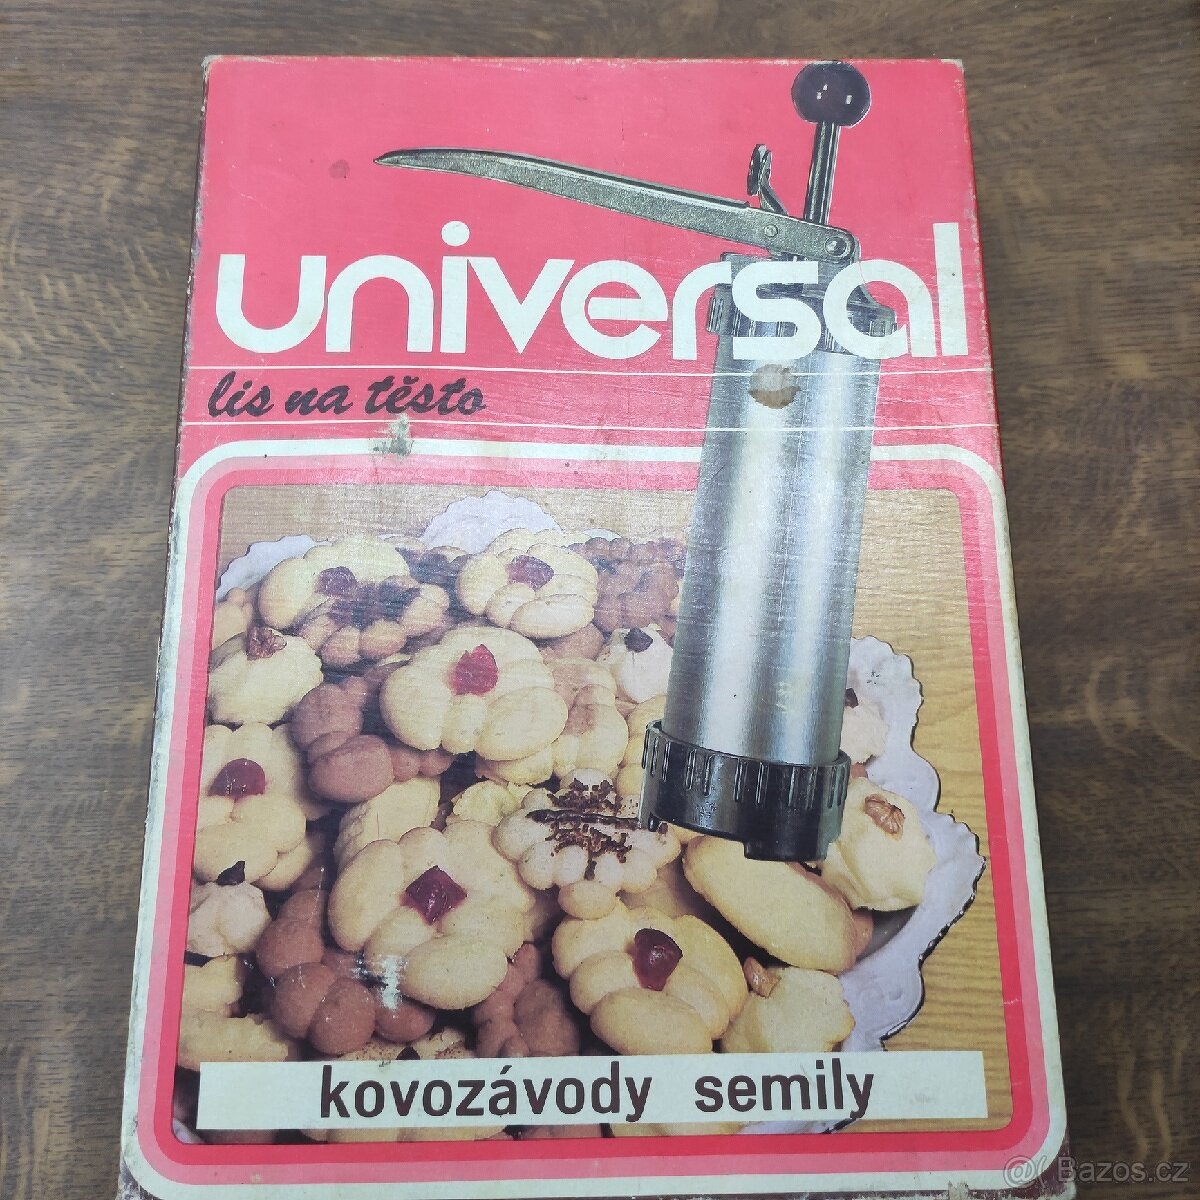 universal
lis na těsto
kovozávody semily
@( Bazos.cz